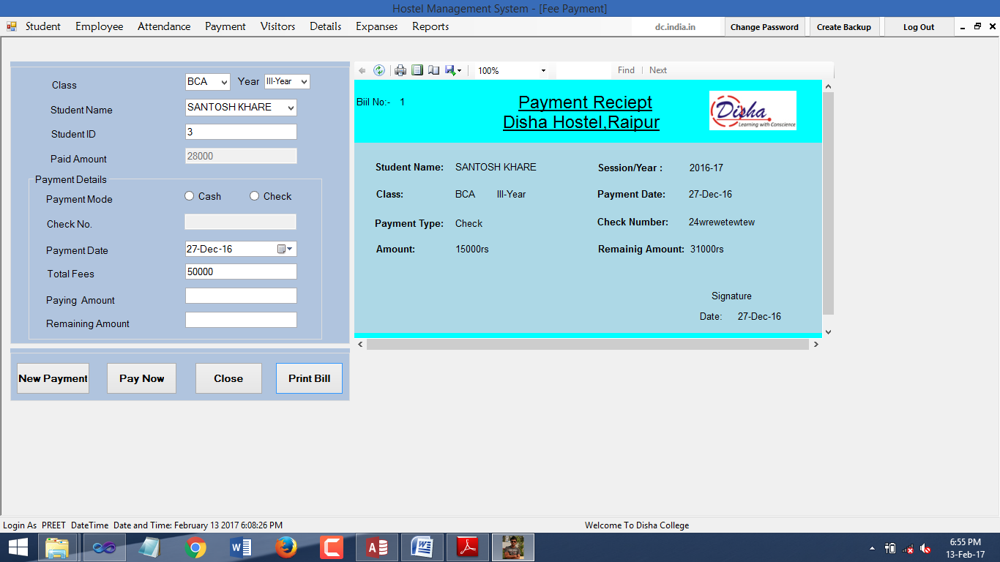 Hostel Management System - [Fee Payment]
Student Employee Attendance Payment Visitors Details Expanses Reports dc.india.in Change Password Create Backup Log Out
Class BCA Year III-Year
Student Name SANTOSH KHARE
Student ID 3
Paid Amount 28000
Payment Details
Payment Mode Cash Check
Check No.
Payment Date 27-Dec-16
Total Fees 50000
Paying Amount
Remaining Amount
New Payment Pay Now Close Print Bill
100% Find | Next
Biil No:- 1
Payment Reciept
Disha Hostel,Raipur
Disha
Learning with Conscience
Student Name: SANTOSH KHARE Session/Year : 2016-17
Class: BCA III-Year Payment Date: 27-Dec-16
Payment Type: Check Check Number: 24wrewetewtew
Amount: 15000rs Remainig Amount: 31000rs
Signature
Date: 27-Dec-16
Login As PREET DateTime Date and Time: February 13 2017 6:08:26 PM Welcome To Disha College
6:55 PM
13-Feb-17